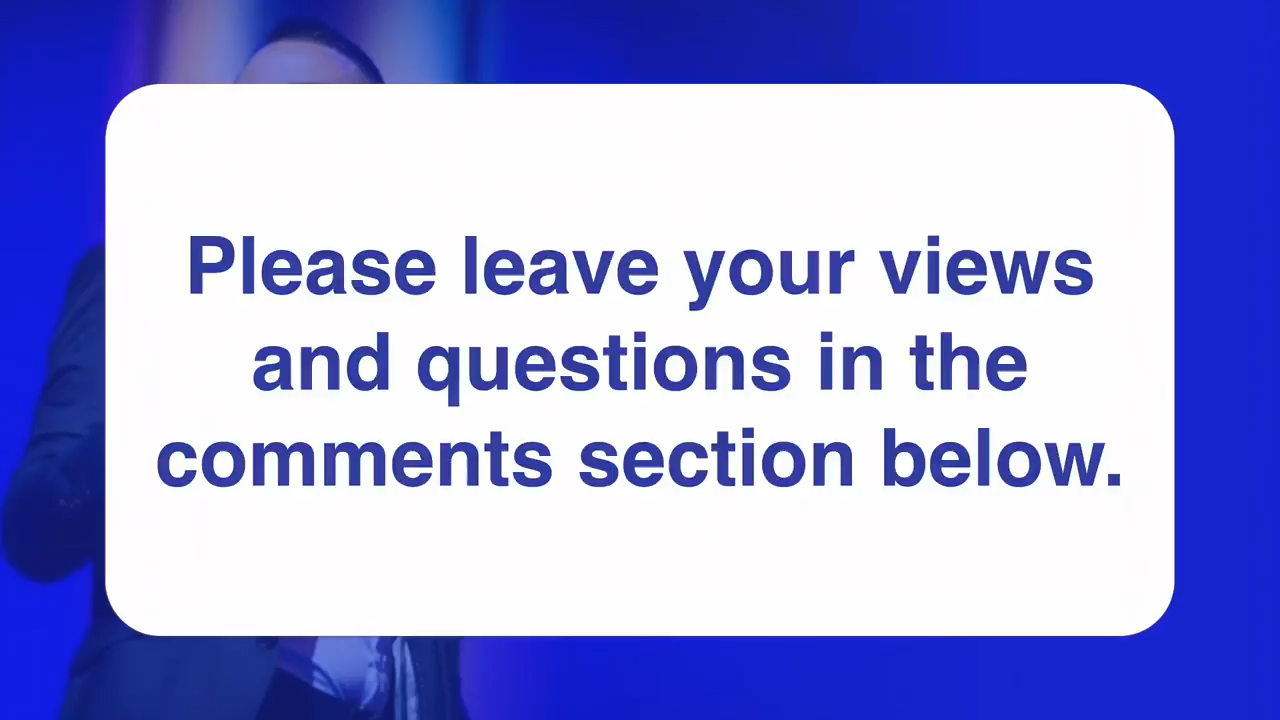 Please leave your views
and questions in the
comments section below.